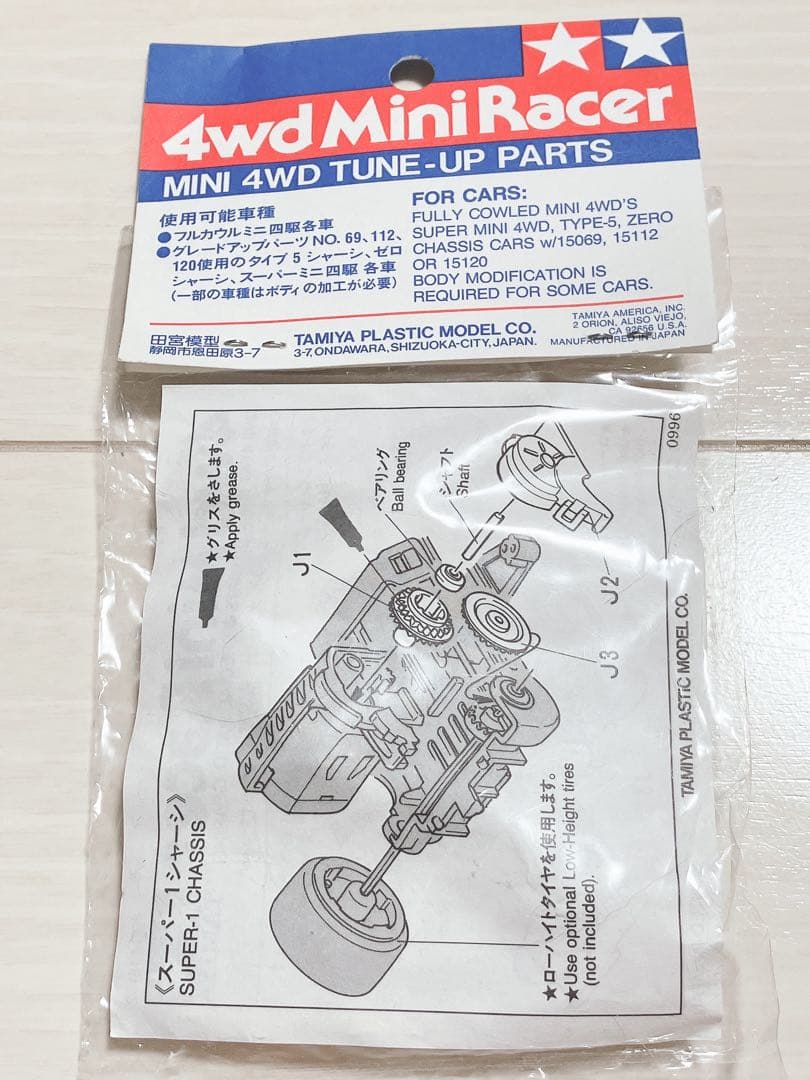 4wd Mini Racer
MINI 4WD TUNE-UP PARTS
使用可能車種
●フルカウルミニ四駆各車
●グレードアップパーツNO. 69、112、
120使用のタイプ5シャーシ、ゼロ
シャーシ、スーパーミニ四駆 各車
(一部の車種はボディの加工が必要)
FOR CARS:
FULLY COWLED MINI 4WD'S
SUPER MINI 4WD, TYPE-5, ZERO
CHASSIS CARS w/15069, 15112
OR 15120
BODY MODIFICATION IS
REQUIRED FOR SOME CARS.
田宮模型
静岡市恩田原3-7
TAMIYA PLASTIC MODEL CO.
3-7, ONDAWARA, SHIZUOKA-CITY, JAPAN.
TAMIYA AMERICA, INC.
2 ORION, ALISO VIEJO,
CA 92656 U.S.A.
MANUFACTURED IN JAPAN
《スーパー1シャーシ》
SUPER-1 CHASSIS
★グリスをさします。
★Apply grease.
J1
ベアリング
Ball bearing
シャフト
Shaft
J2
J3
★ローハイトタイヤを使用します。
★Use optional Low-Height tires
(not included).
0996
TAMIYA PLASTIC MODEL CO.